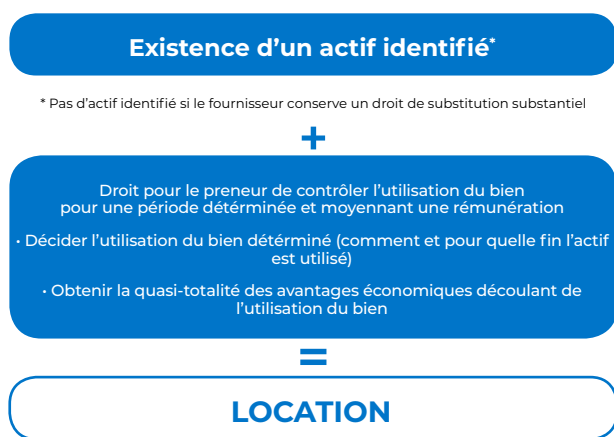 Existence d’un actif identifié*
* Pas d’actif identifié si le fournisseur conserve un droit de substitution substantiel
+
Droit pour le preneur de contrôler l’utilisation du bien
pour une période détérminée et moyennant une rémunération
• Décider l’utilisation du bien détérminé (comment et pour quelle fin l’actif
est utilisé)
• Obtenir la quasi-totalité des avantages économiques découlant de
l’utilisation du bien
=
LOCATION